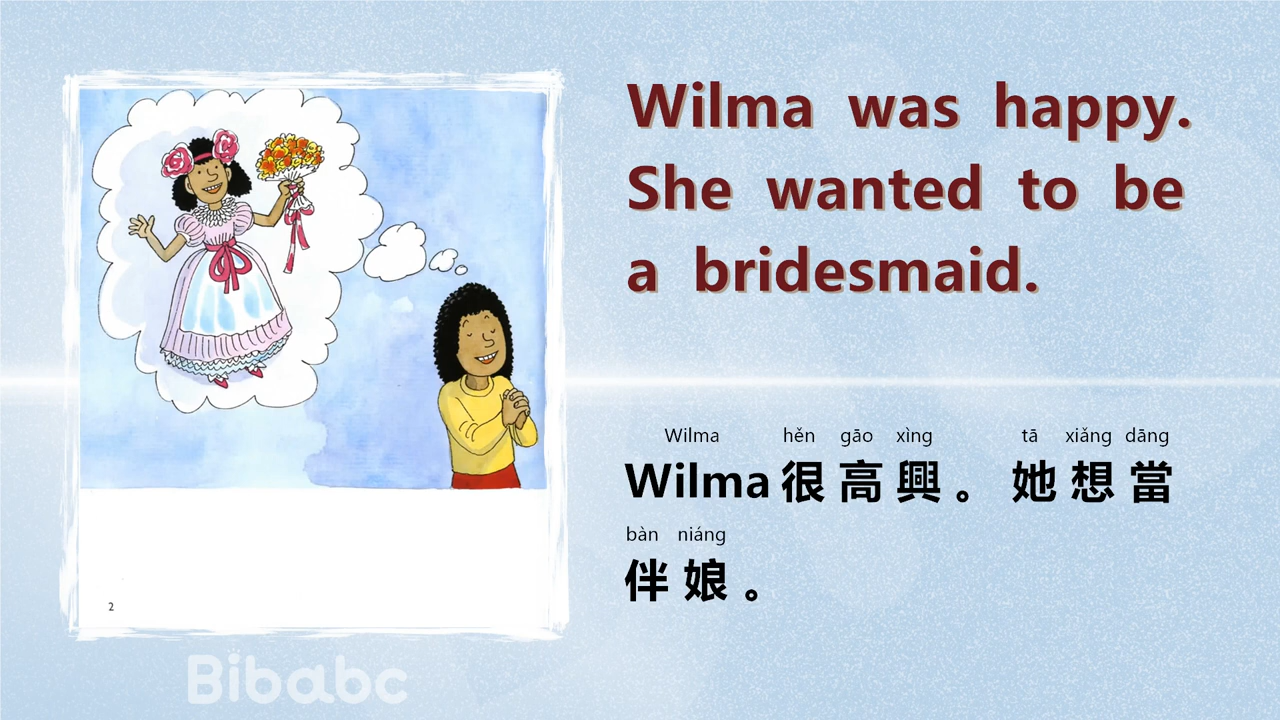 Wilma was happy.
She wanted to be
a bridesmaid.
Wilma hěn gāo xìng tā xiǎng dāng
Wilma很高興。她想當
bàn niáng
伴娘。
2
Bibabc